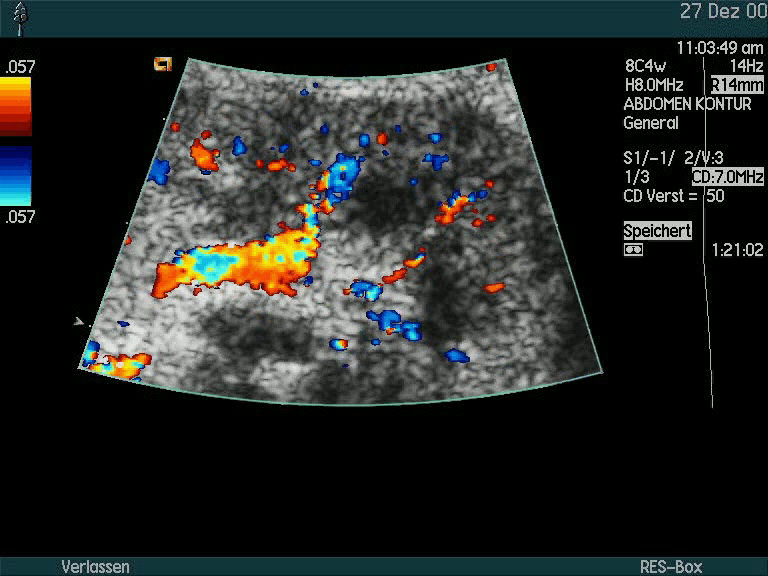 27 Dez 00
11:03:49 am
.057
8C4w 14Hz
H8.0MHz R14mm
ABDOMEN KONTUR
General
S1/-1/ 2/V:3
1/3 CD:7.0MHz
CD Verst = 50
.057
Speichert
1:21:02
Verlassen RES-Box